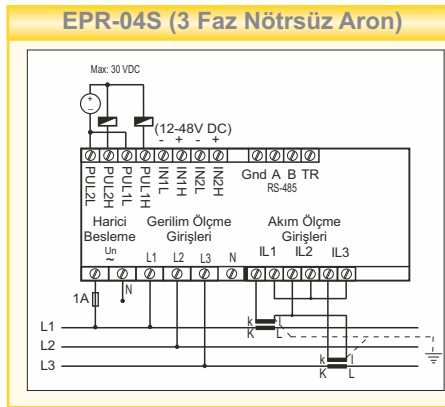 EPR-04S (3 Faz Nötrsüz Aron)
Max: 30 VDC
+
-
(12-48V DC)
- + - +
PUL2L PUL2H PUL1L PUL1H IN1L IN1H IN2L IN2H Gnd A B TR
RS-485
Harici Besleme
Gerilim Ölçme Girişleri
Akım Ölçme Girişleri
Un
~
L1 L2 L3 N
IL1 IL2 IL3
1A
N
L1
k l
K L
L2
L3
k l
K L